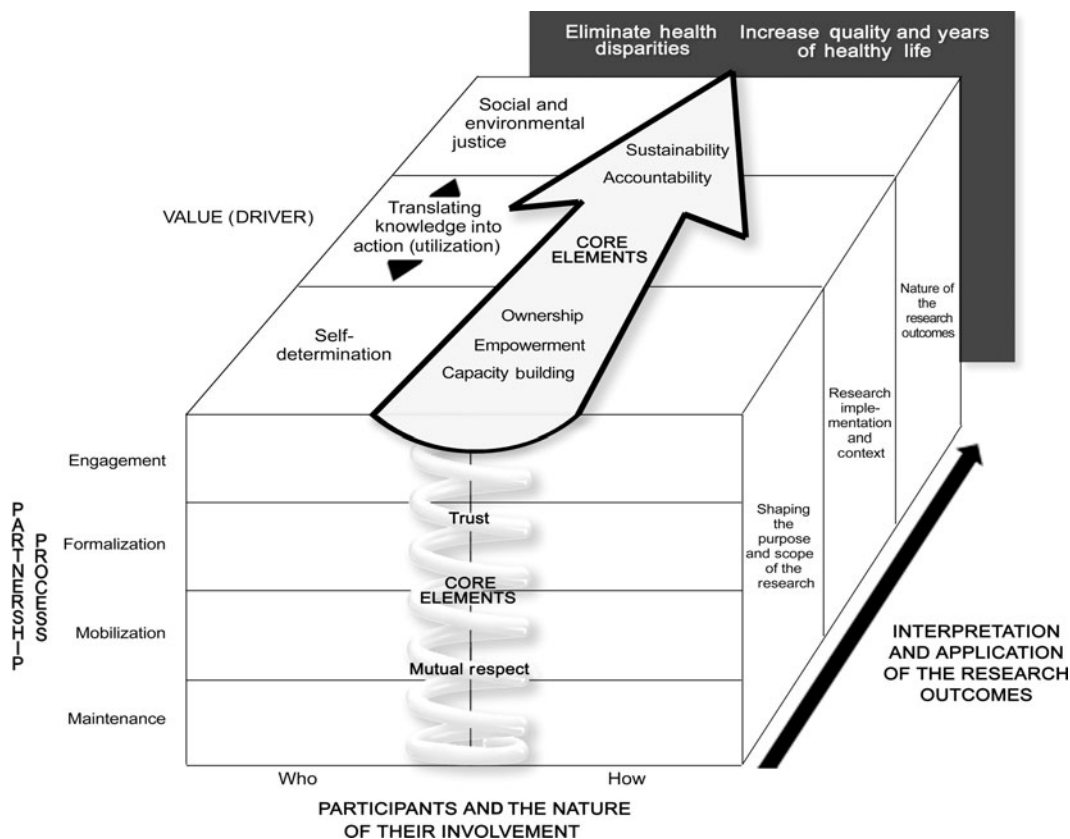 Eliminate health
disparities
Increase quality and years
of healthy life
Social and
environmental
justice
Sustainability
Accountability
VALUE (DRIVER)
Translating
knowledge into
action (utilization)
CORE
ELEMENTS
Nature of
the
research
outcomes
Self-
determination
Ownership
Empowerment
Capacity building
Research
imple-
mentation
and
context
Engagement
Formalization
Mobilization
Maintenance
PARTNERSHIP
PROCESS
Trust
CORE
ELEMENTS
Mutual respect
Shaping
the
purpose
and scope
of the
research
INTERPRETATION
AND APPLICATION
OF THE RESEARCH
OUTCOMES
Who
How
PARTICIPANTS AND THE NATURE
OF THEIR INVOLVEMENT